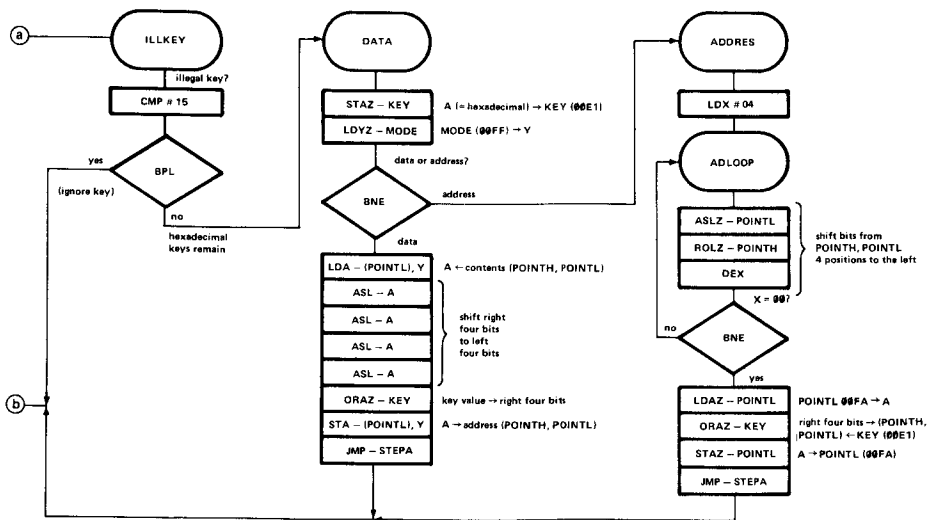 a
ILLKEY
illegal key?
CMP # 15
yes
BPL
(ignore key)
no
hexadecimal
keys remain
b
DATA
STAZ – KEY
A (= hexadecimal) → KEY (00E1)
LDYZ – MODE
MODE (00FF) → Y
data or address?
BNE
address
data
LDA – (POINTL), Y
A ← contents (POINTH, POINTL)
ASL – A
ASL – A
ASL – A
ASL – A
shift right
four bits
to left
four bits
ORAZ – KEY
key value → right four bits
STA – (POINTL), Y
A → address (POINTH, POINTL)
JMP – STEPA
ADDRES
LDX # 04
ADLOOP
ASLZ – POINTL
ROLZ – POINTH
DEX
shift bits from
POINTH, POINTL
4 positions to the left
X = 00?
no
BNE
yes
LDAZ – POINTL
POINTL 00FA → A
ORAZ – KEY
right four bits → (POINTH,
POINTL) ← KEY (00E1)
STAZ – POINTL
A → POINTL (00FA)
JMP – STEPA